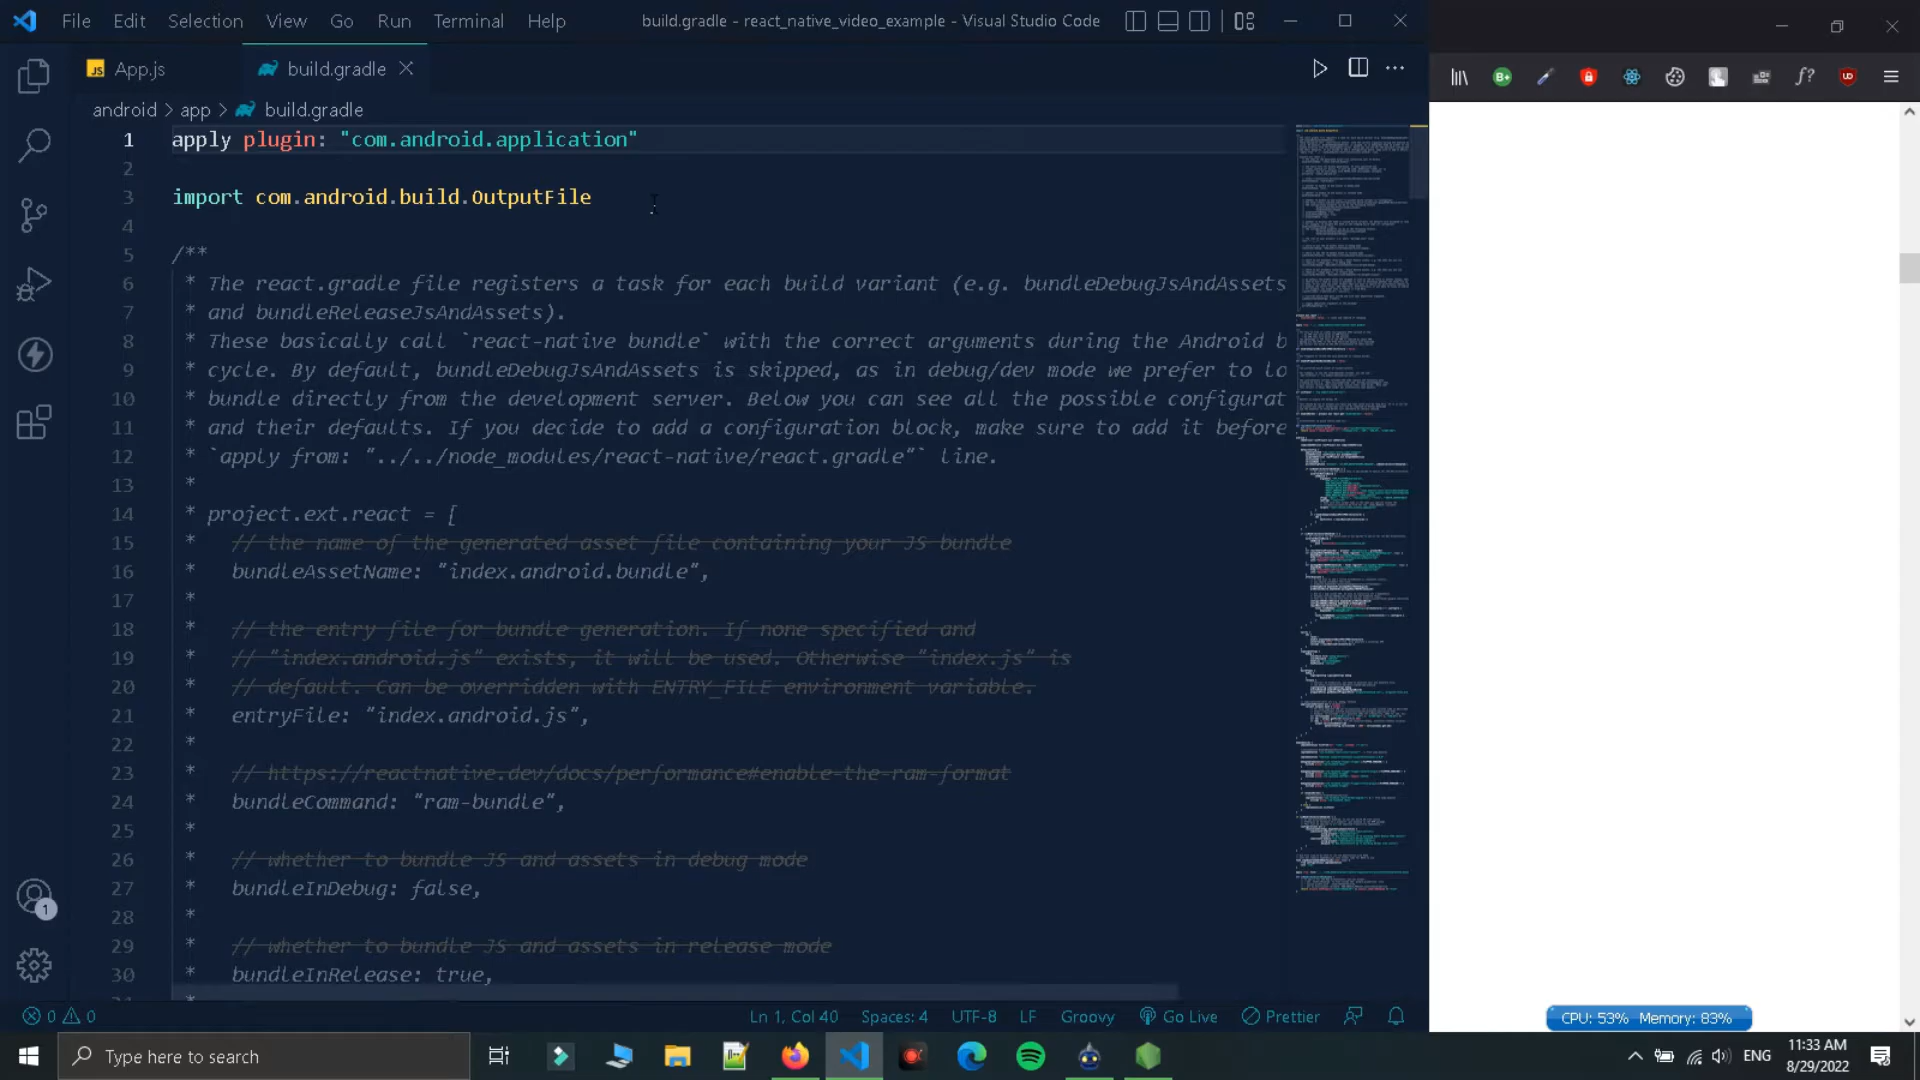 File Edit Selection View Go Run Terminal Help build.gradle - react_native_video_example - Visual Studio Code
JS App.js build.gradle
android > app > build.gradle
1 apply plugin: "com.android.application"
2
3 import com.android.build.OutputFile
4
5 /**
6 * The react.gradle file registers a task for each build variant (e.g. bundleDebugJsAndAssets
7 * and bundleReleaseJsAndAssets).
8 * These basically call `react-native bundle` with the correct arguments during the Android b
9 * cycle. By default, bundleDebugJsAndAssets is skipped, as in debug/dev mode we prefer to lo
10 * bundle directly from the development server. Below you can see all the possible configurat
11 * and their defaults. If you decide to add a configuration block, make sure to add it before
12 * `apply from: "../../node_modules/react-native/react.gradle"` line.
13 *
14 * project.ext.react = [
15 * // the name of the generated asset file containing your JS bundle
16 * bundleAssetName: "index.android.bundle",
17 *
18 * // the entry file for bundle generation. If none specified and
19 * // "index.android.js" exists, it will be used. Otherwise "index.js" is
20 * // default. Can be overridden with ENTRY_FILE environment variable.
21 * entryFile: "index.android.js",
22 *
23 * // https://reactnative.dev/docs/performance#enable-the-ram-format
24 * bundleCommand: "ram-bundle",
25 *
26 * // whether to bundle JS and assets in debug mode
27 * bundleInDebug: false,
28 *
29 * // whether to bundle JS and assets in release mode
30 * bundleInRelease: true,
1
0 0 Ln 1, Col 40 Spaces: 4 UTF-8 LF Groovy Go Live Prettier
CPU: 53% Memory: 83%
Type here to search
ENG 11:33 AM
8/29/2022